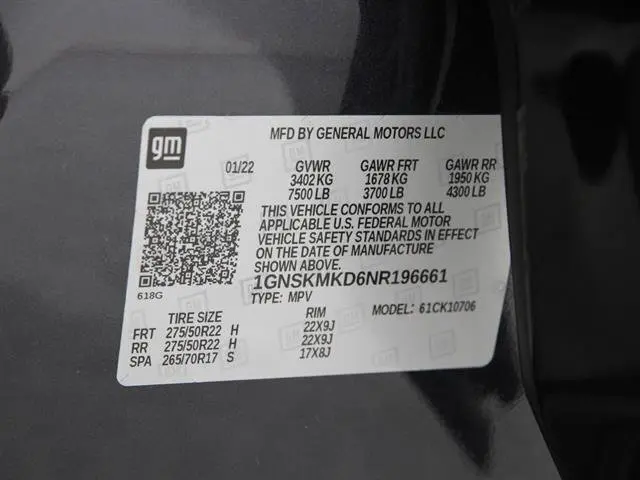 gm
MFD BY GENERAL MOTORS LLC
01/22 GVWR GAWR FRT GAWR RR
3402 KG 1678 KG 1950 KG
7500 LB 3700 LB 4300 LB
THIS VEHICLE CONFORMS TO ALL
APPLICABLE U.S. FEDERAL MOTOR
VEHICLE SAFETY STANDARDS IN EFFECT
ON THE DATE OF MANUFACTURE
SHOWN ABOVE.
1GNSKMKD6NR196661
618G
TYPE: MPV MODEL: 61CK10706
TIRE SIZE RIM
FRT 275/50R22 H 22X9J
RR 275/50R22 H 22X9J
SPA 265/70R17 S 17X8J